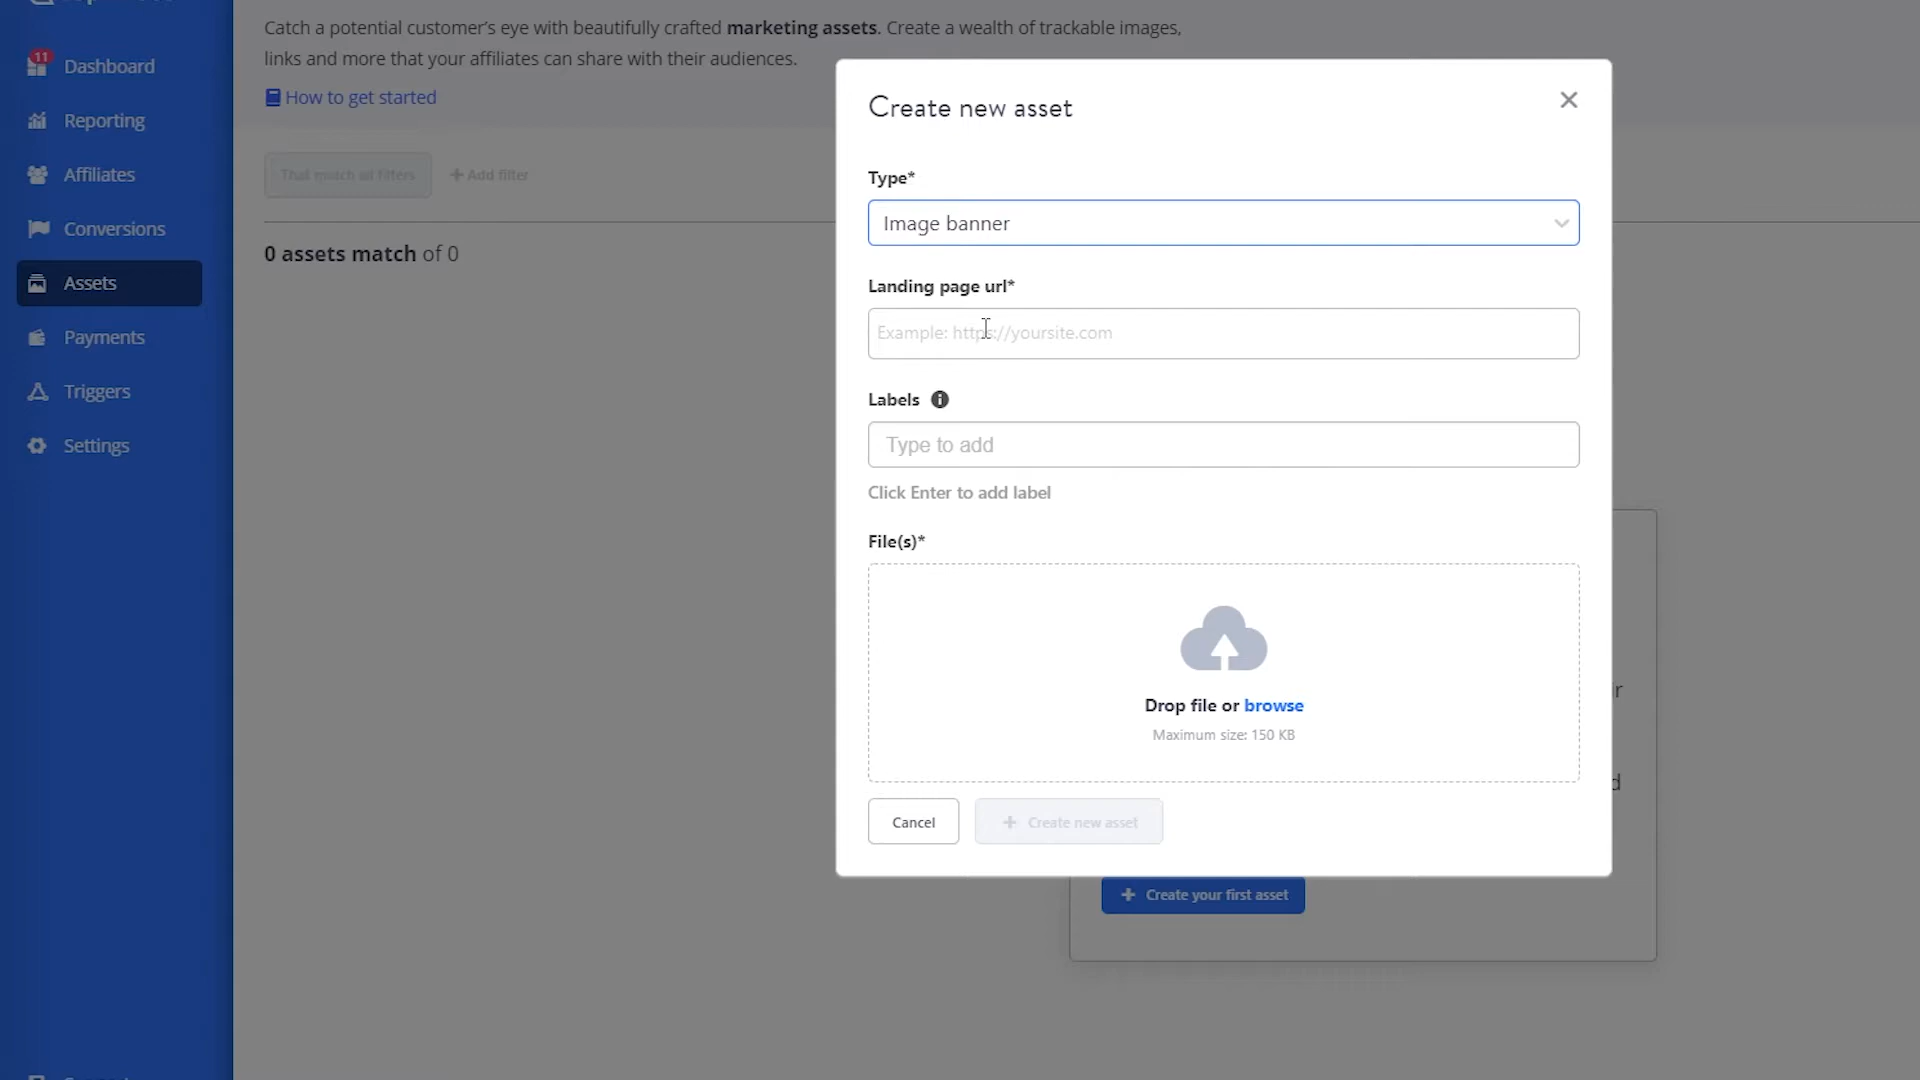 Catch a potential customer's eye with beautifully crafted marketing assets. Create a wealth of trackable images,
links and more that your affiliates can share with their audiences.
How to get started
11
Dashboard
Reporting
Affiliates
Conversions
Assets
Payments
Triggers
Settings
That match all filters
+ Add filter
0 assets match of 0
Create new asset
Type*
Image banner
Landing page url*
Example: https://yoursite.com
Labels
Type to add
Click Enter to add label
File(s)*
Drop file or browse
Maximum size: 150 KB
Cancel
+ Create new asset
+ Create your first asset